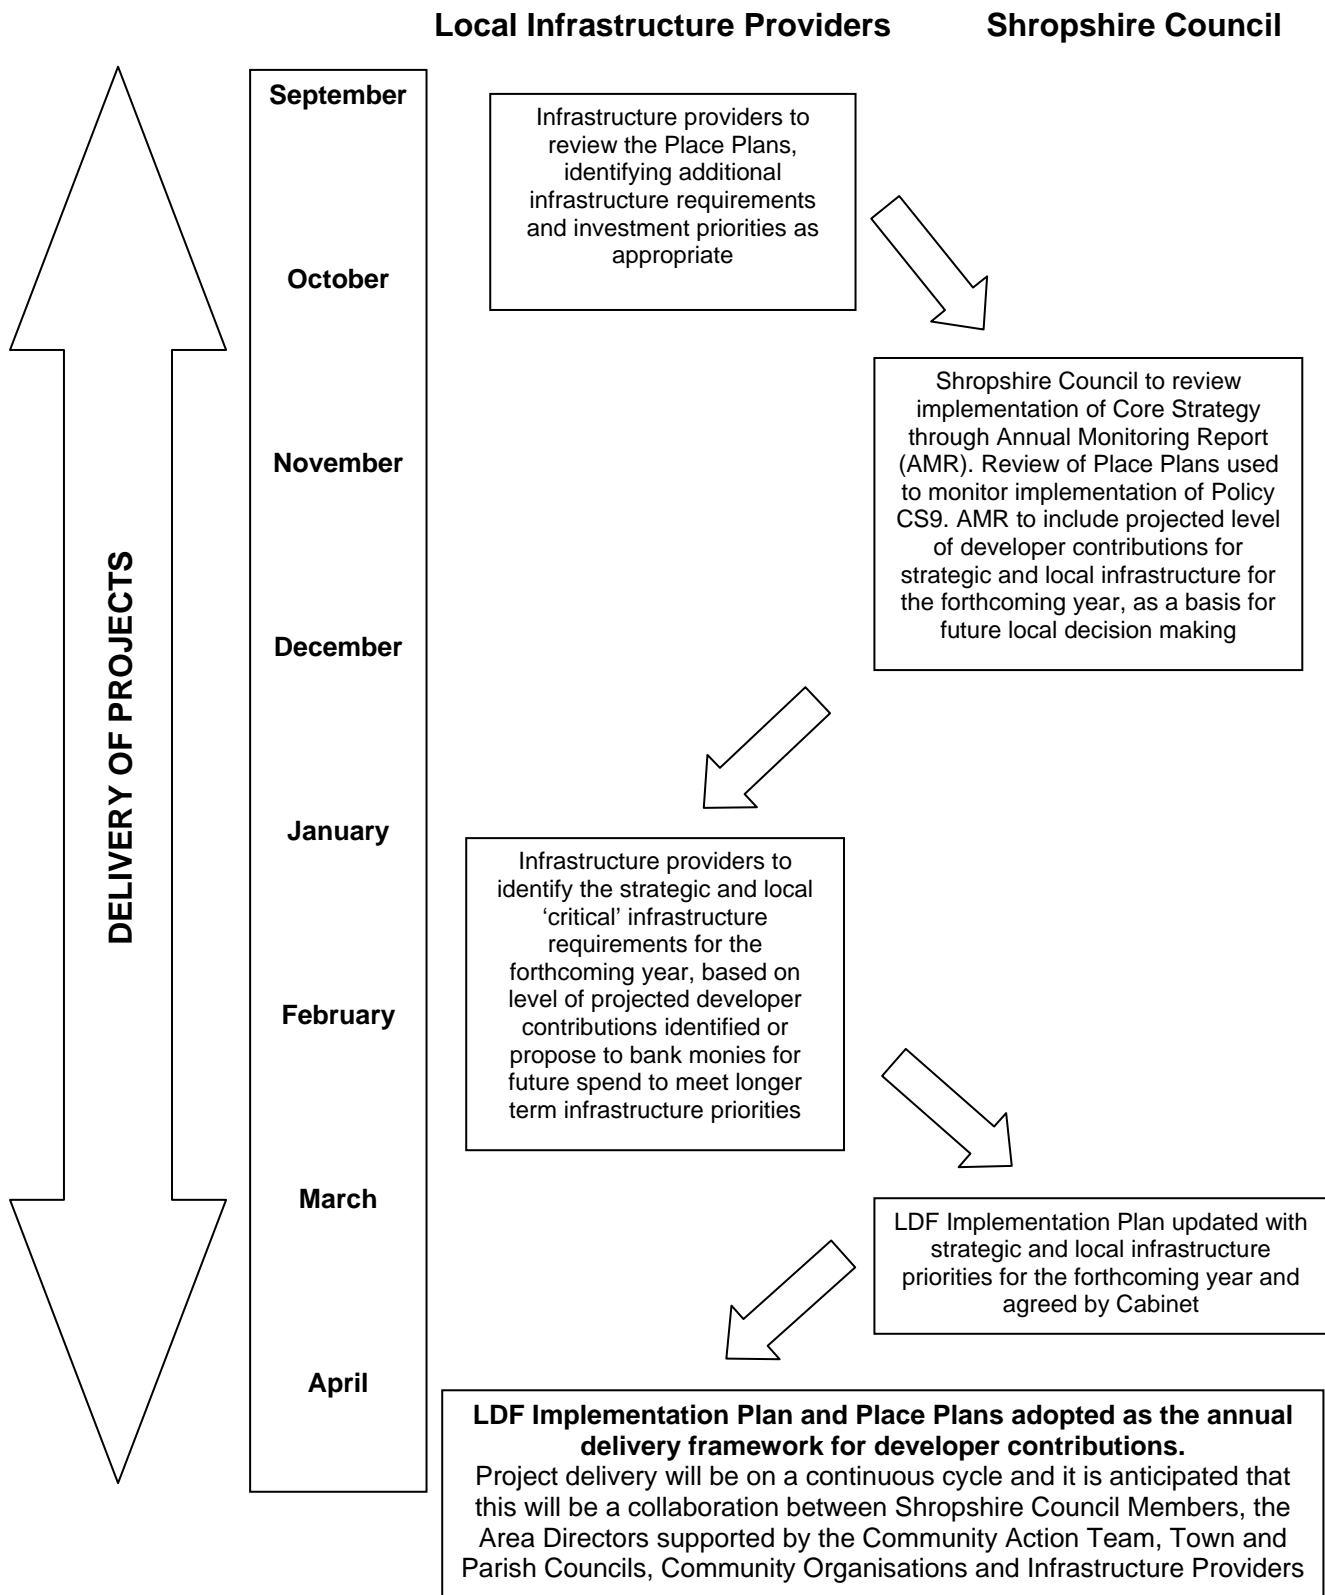 Local Infrastructure Providers
Shropshire Council
DELIVERY OF PROJECTS
September
October
November
December
January
February
March
April
Infrastructure providers to
review the Place Plans,
identifying additional
infrastructure requirements
and investment priorities as
appropriate
Shropshire Council to review
implementation of Core Strategy
through Annual Monitoring Report
(AMR). Review of Place Plans used
to monitor implementation of Policy
CS9. AMR to include projected level
of developer contributions for
strategic and local infrastructure for
the forthcoming year, as a basis for
future local decision making
Infrastructure providers to
identify the strategic and local
‘critical’ infrastructure
requirements for the
forthcoming year, based on
level of projected developer
contributions identified or
propose to bank monies for
future spend to meet longer
term infrastructure priorities
LDF Implementation Plan updated with
strategic and local infrastructure
priorities for the forthcoming year and
agreed by Cabinet
LDF Implementation Plan and Place Plans adopted as the annual
delivery framework for developer contributions.
Project delivery will be on a continuous cycle and it is anticipated that
this will be a collaboration between Shropshire Council Members, the
Area Directors supported by the Community Action Team, Town and
Parish Councils, Community Organisations and Infrastructure Providers